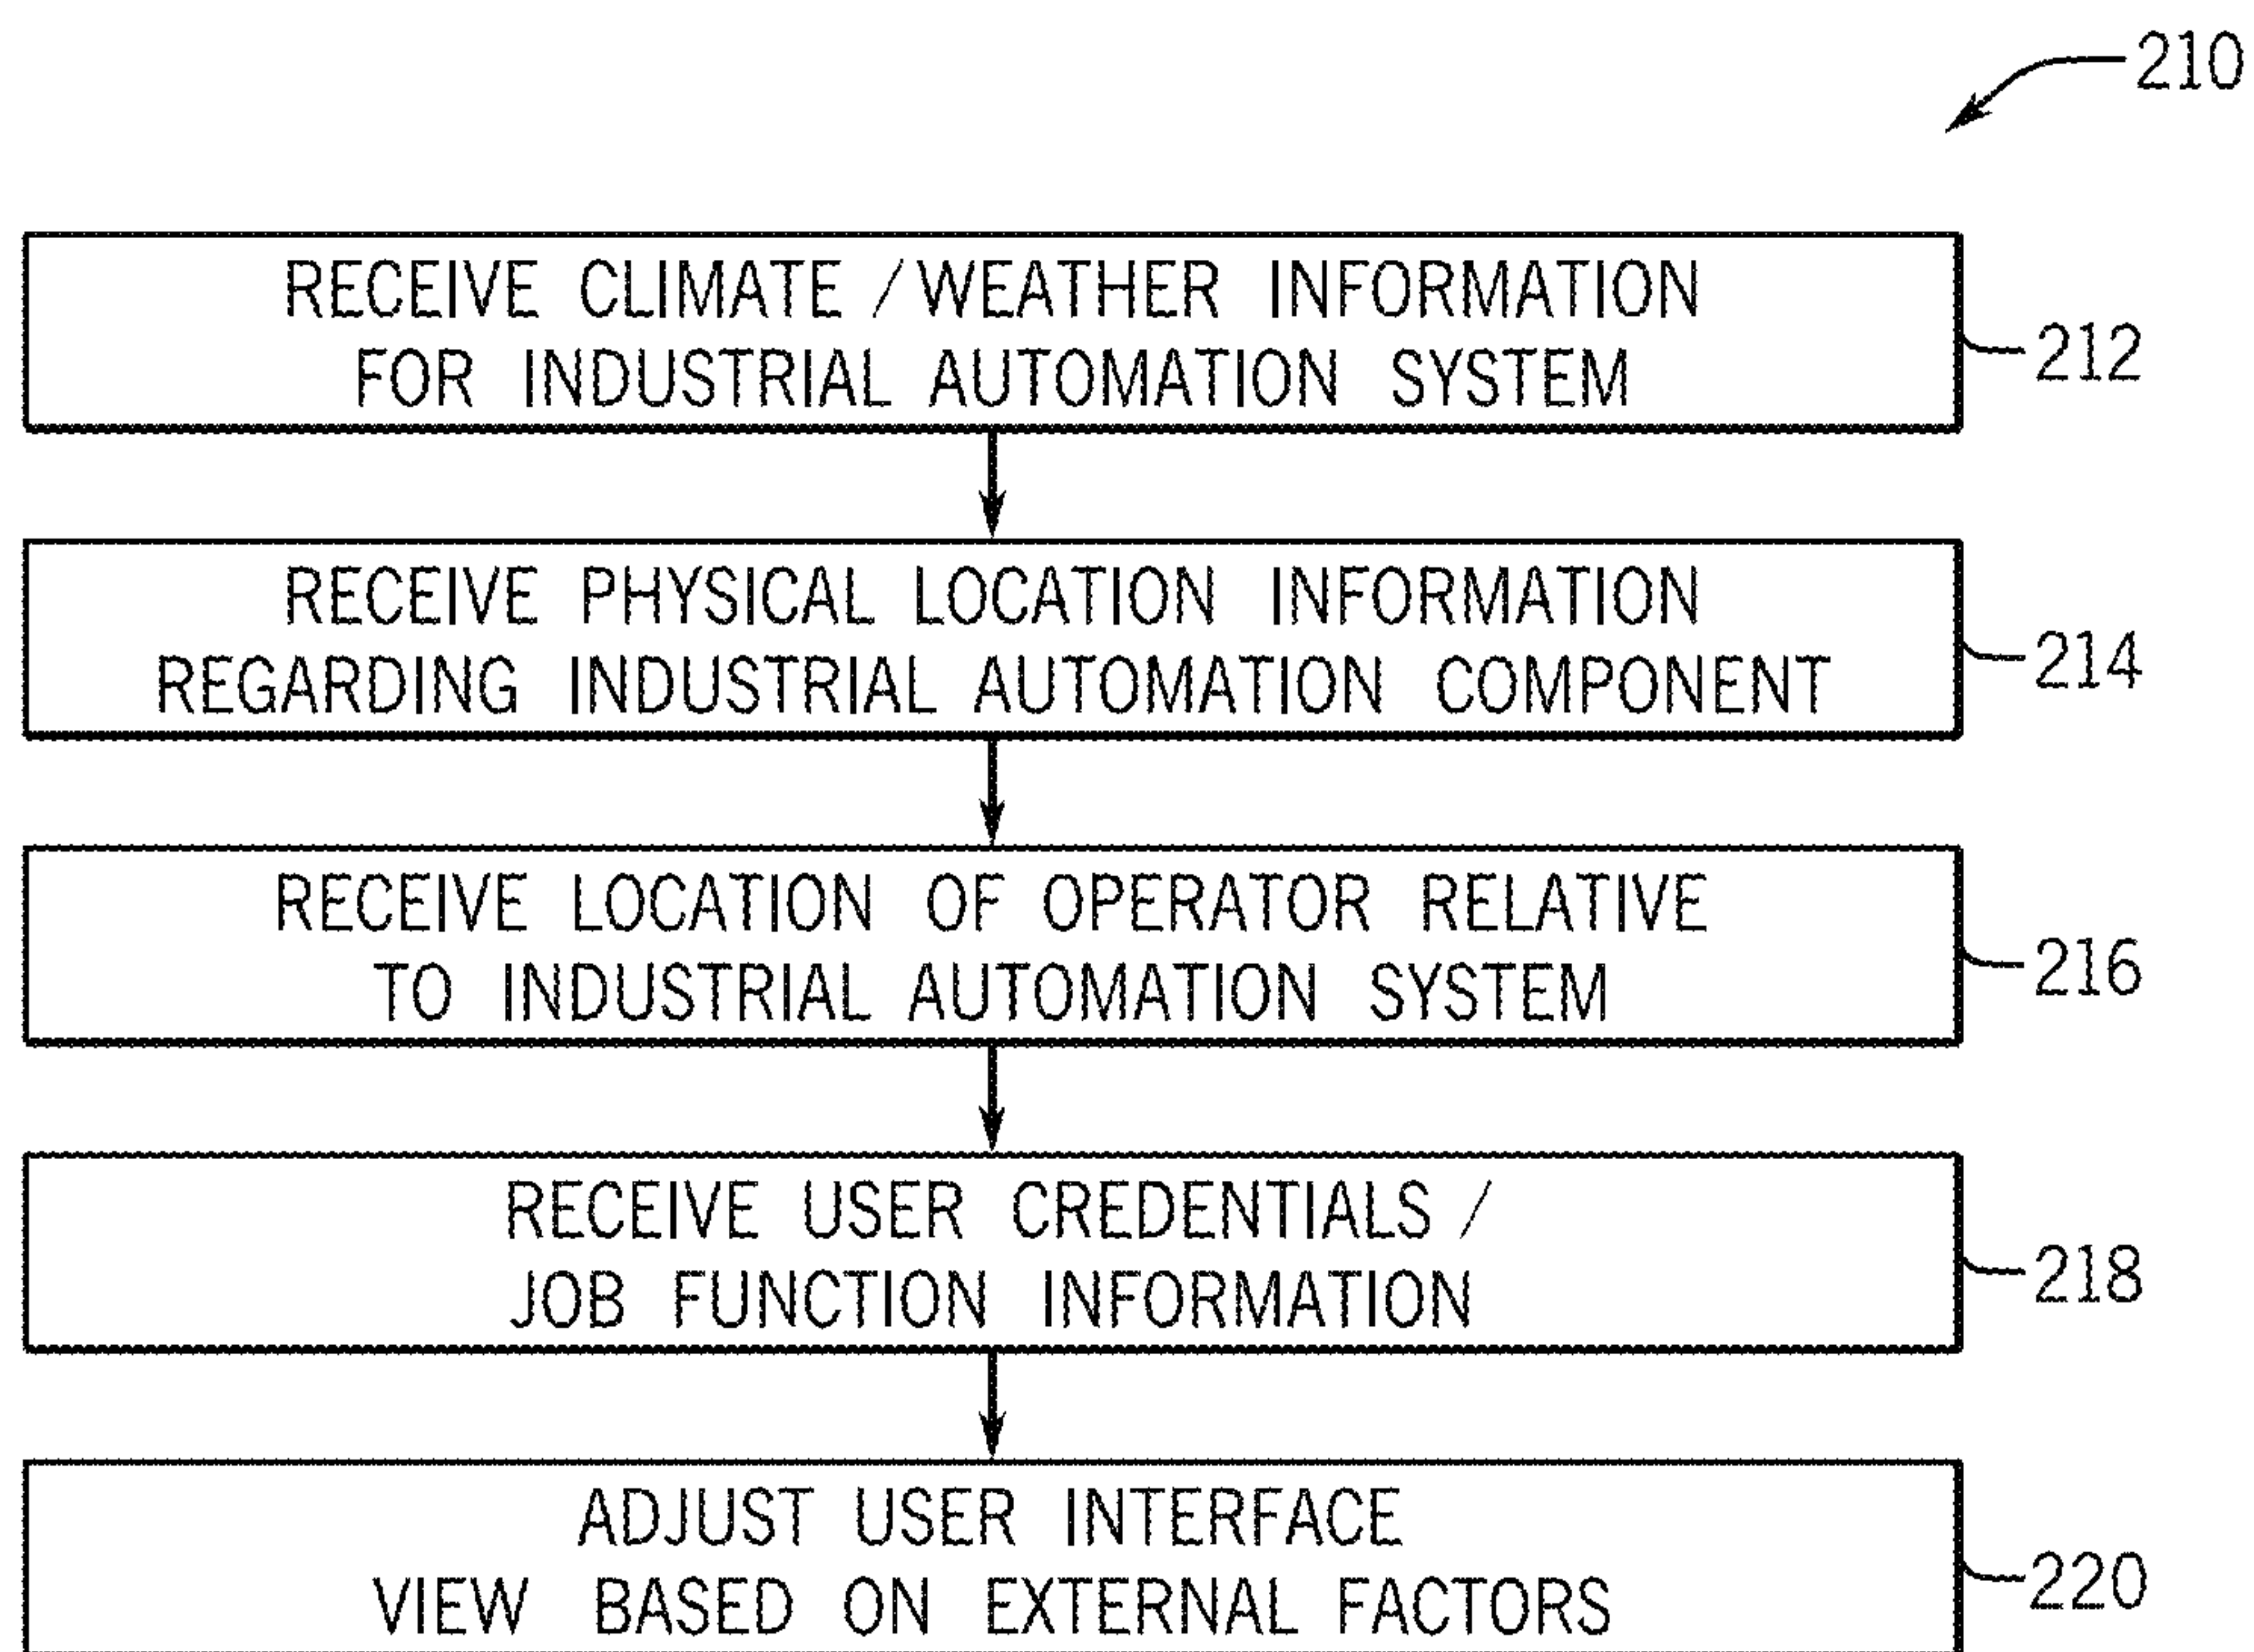 210
RECEIVE CLIMATE / WEATHER INFORMATION
FOR INDUSTRIAL AUTOMATION SYSTEM
212
RECEIVE PHYSICAL LOCATION INFORMATION
REGARDING INDUSTRIAL AUTOMATION COMPONENT
214
RECEIVE LOCATION OF OPERATOR RELATIVE
TO INDUSTRIAL AUTOMATION SYSTEM
216
RECEIVE USER CREDENTIALS /
JOB FUNCTION INFORMATION
218
ADJUST USER INTERFACE
VIEW BASED ON EXTERNAL FACTORS
220